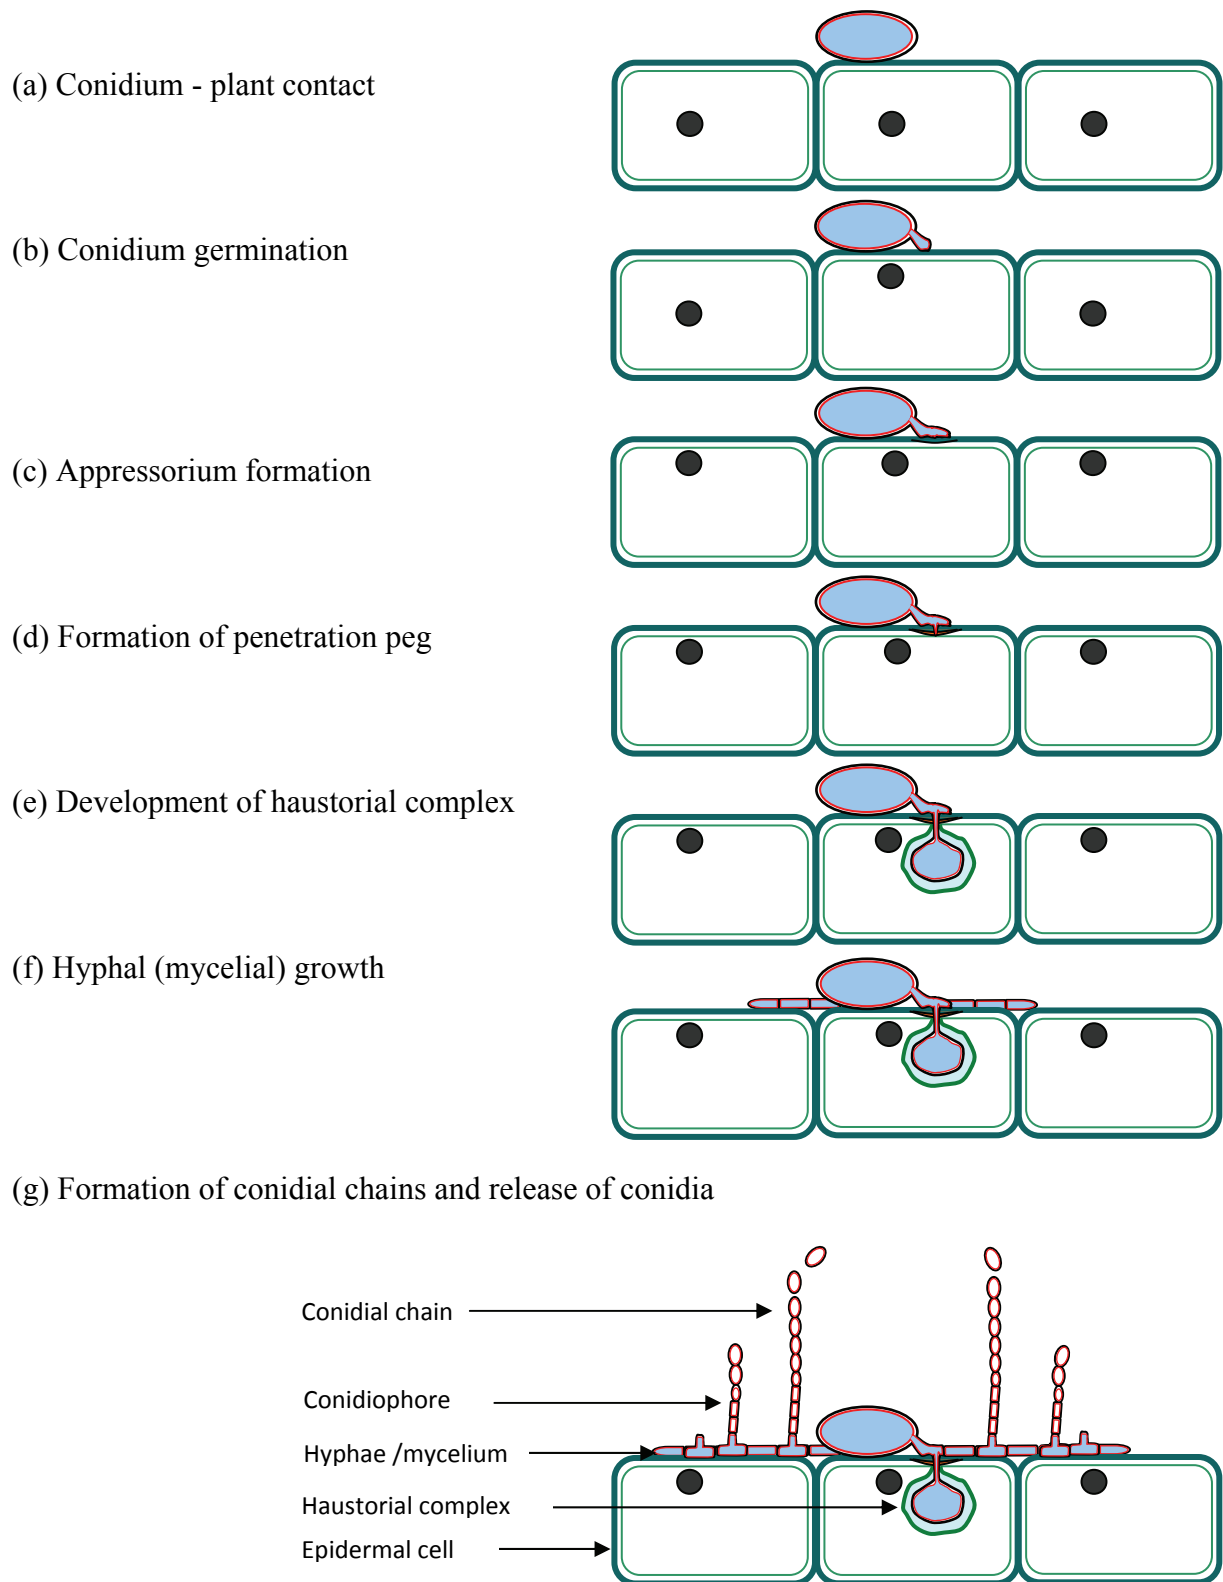 (a) Conidium - plant contact
(b) Conidium germination
(c) Appressorium formation
(d) Formation of penetration peg
(e) Development of haustorial complex
(f) Hyphal (mycelial) growth
(g) Formation of conidial chains and release of conidia
Conidial chain
Conidiophore
Hyphae /mycelium
Haustorial complex
Epidermal cell